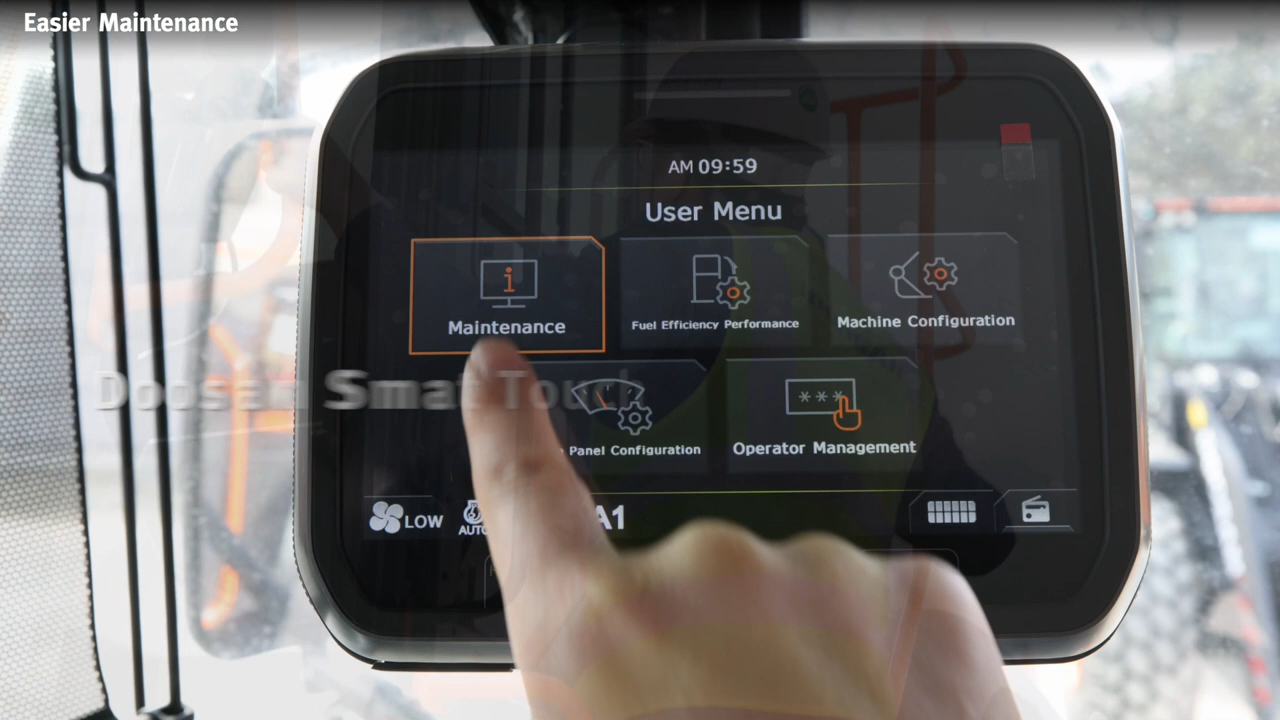 Easier Maintenance
AM 09:59
User Menu
Maintenance
Fuel Efficiency Performance
Machine Configuration
Doosan Smat Touch
Panel Configuration
Operator Management
LOW
AUTO
A1